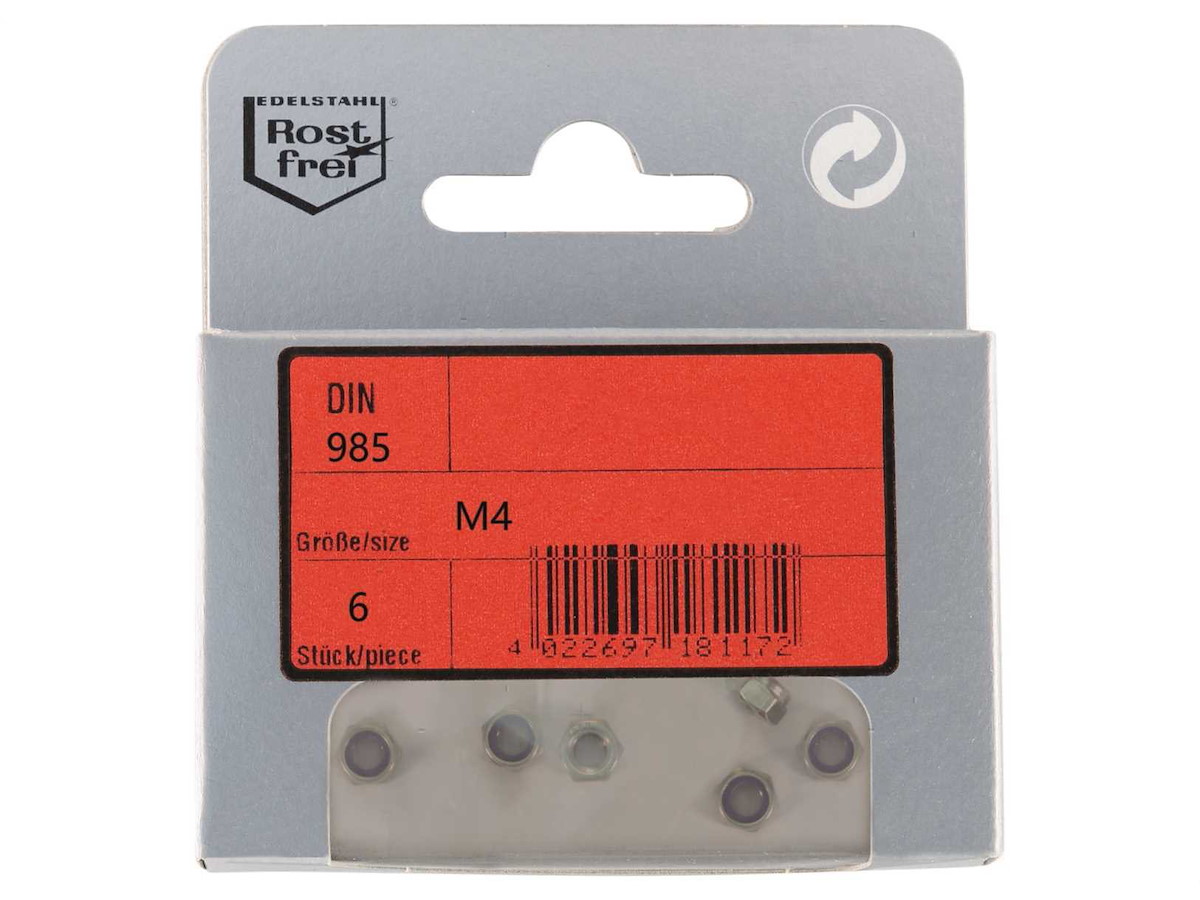 EDELSTAHL®
Rost
frei
DIN
985
M4
Größe/size
6
Stück/piece
4 022697 181172